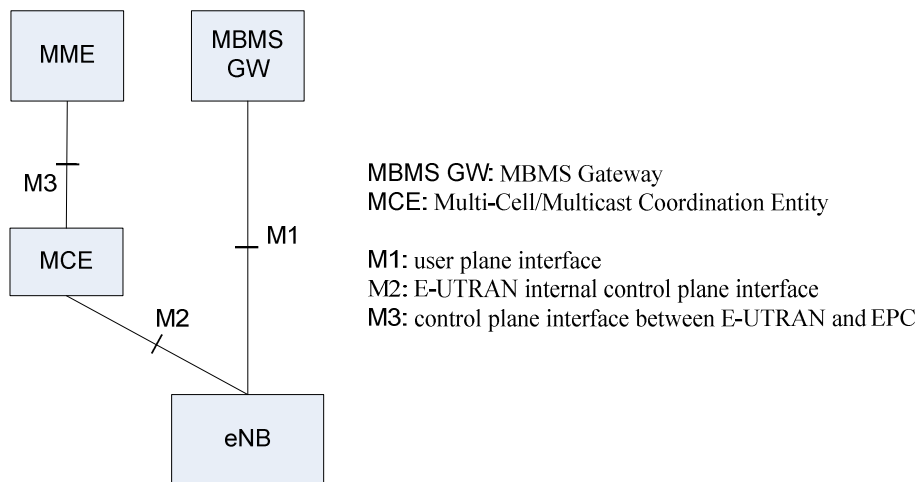 MME
MBMS
GW
M3
MBMS GW: MBMS Gateway
MCE: Multi-Cell/Multicast Coordination Entity
M1
MCE
M1: user plane interface
M2: E-UTRAN internal control plane interface
M3: control plane interface between E-UTRAN and EPC
M2
eNB